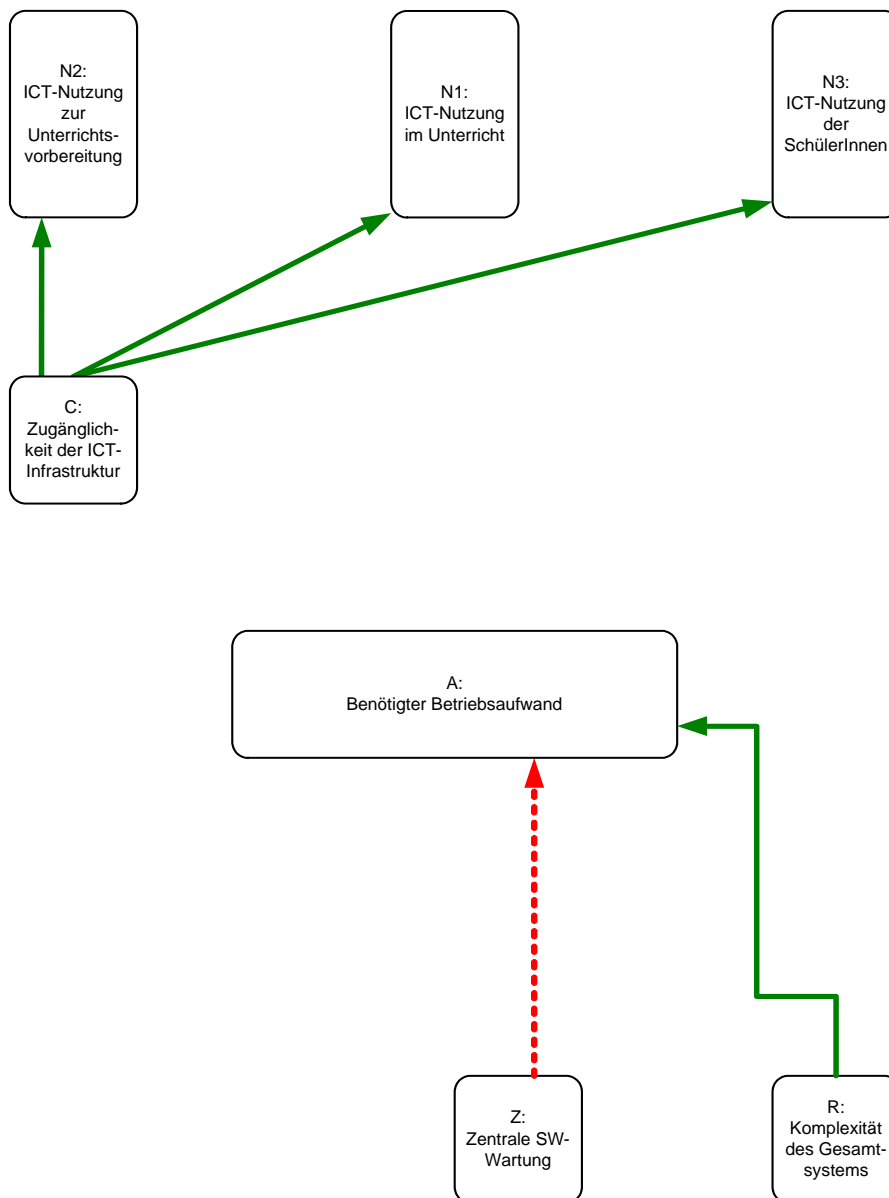 N2:
ICT-Nutzung
zur
Unterrichts-
vorbereitung
N1:
ICT-Nutzung
im Unterricht
N3:
ICT-Nutzung
der
SchülerInnen
C:
Zugänglich-
keit der ICT-
Infrastruktur
A:
Benötigter Betriebsaufwand
Z:
Zentrale SW-
Wartung
R:
Komplexität
des Gesamt-
systems